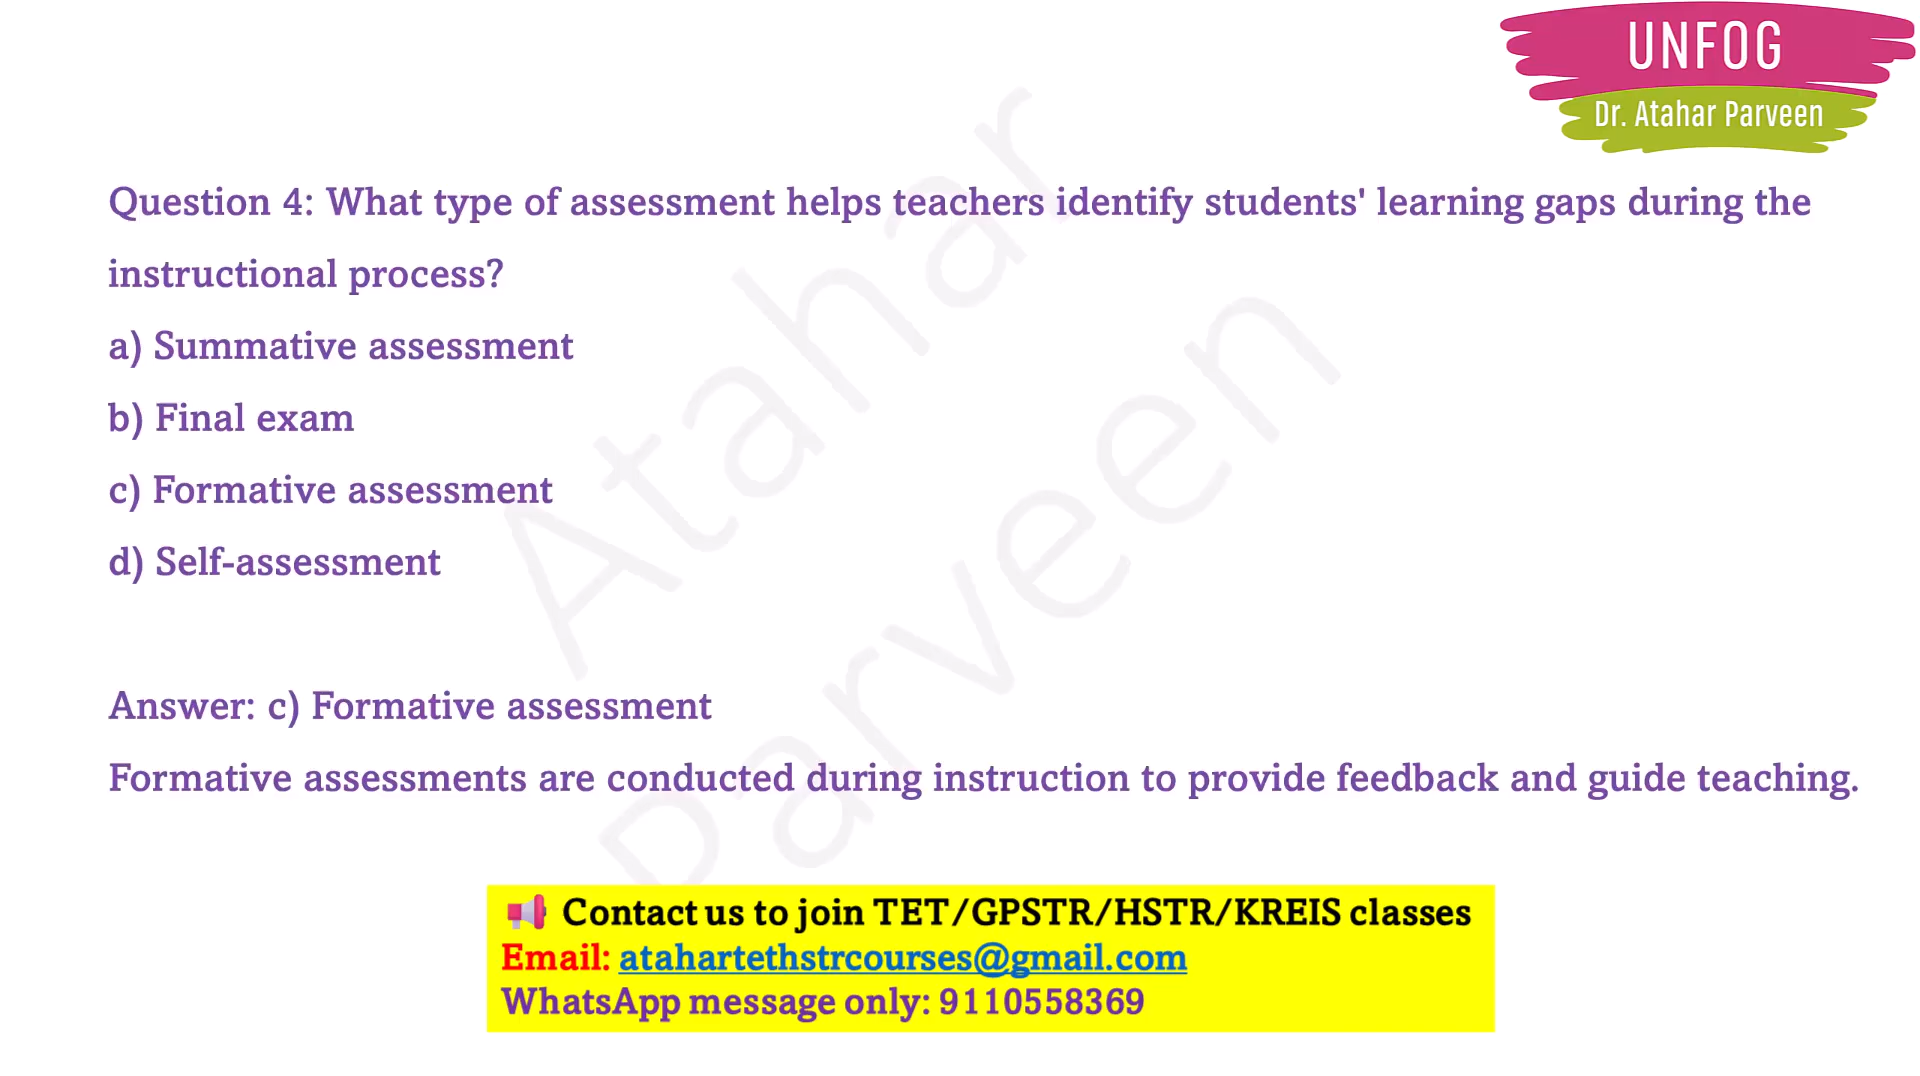 UNFOG
Dr. Atahar Parveen
Question 4: What type of assessment helps teachers identify students' learning gaps during the
instructional process?
a) Summative assessment
b) Final exam
c) Formative assessment
d) Self-assessment
Answer: c) Formative assessment
Formative assessments are conducted during instruction to provide feedback and guide teaching.
Contact us to join TET/GPSTR/HSTR/KREIS classes
Email: atahartethstrcourses@gmail.com
WhatsApp message only: 9110558369
Atahar
Parveen